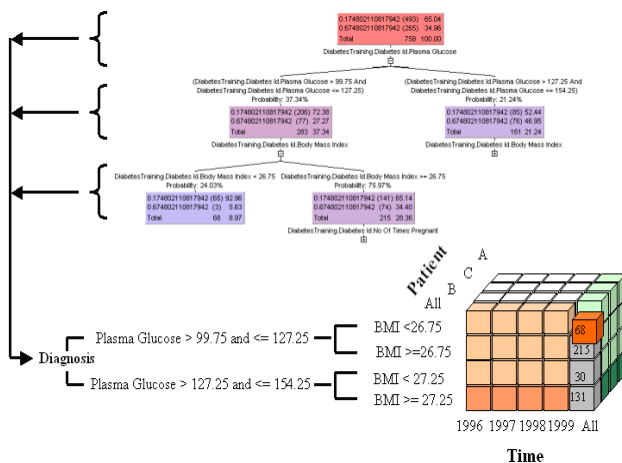 0.174802110817942 (493) 65.04
0.674802110817942 (265) 34.96
Total 758 100.00
DiabetesTraining.Diabetes Id.Plasma Glucose
(DiabetesTraining.Diabetes Id.Plasma Glucose > 99.75 And
DiabetesTraining.Diabetes Id.Plasma Glucose <= 127.25)
Probability: 37.34%
(DiabetesTraining.Diabetes Id.Plasma Glucose > 127.25 And
DiabetesTraining.Diabetes Id.Plasma Glucose <= 154.25)
Probability: 21.24%
0.174802110817942 (206) 72.38
0.674802110817942 (77) 27.27
Total 283 37.34
DiabetesTraining.Diabetes Id.Body Mass Index
0.174802110817942 (85) 52.44
0.674802110817942 (76) 46.95
Total 161 21.24
DiabetesTraining.Diabetes Id.Body Mass Index
DiabetesTraining.Diabetes Id.Body Mass Index < 26.75
Probability: 24.03%
DiabetesTraining.Diabetes Id.Body Mass Index >= 26.75
Probability: 75.97%
0.174802110817942 (65) 92.96
0.674802110817942 (3) 5.63
Total 68 8.97
0.174802110817942 (141) 65.14
0.674802110817942 (74) 34.40
Total 215 28.36
DiabetesTraining.Diabetes Id.No Of Times Pregnant
Patient
A
C
B
All
Diagnosis
Plasma Glucose > 99.75 and <= 127.25
BMI <26.75
BMI >=26.75
Plasma Glucose > 127.25 and <= 154.25
BMI < 27.25
BMI >= 27.25
68
215
30
131
1996 1997 1998 1999 All
Time